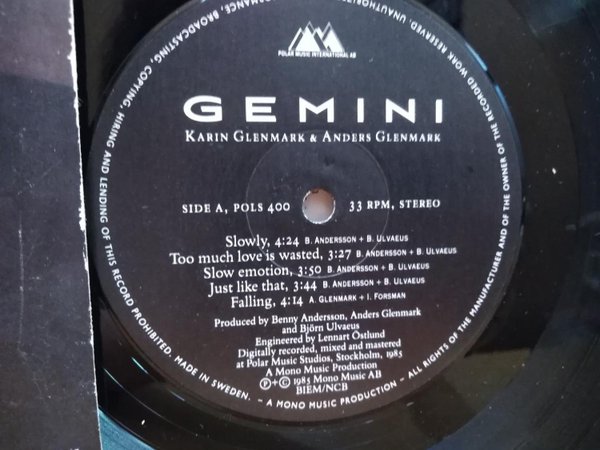 POLAR MUSIC INTERNATIONAL AB
GEMINI
KARIN GLENMARK & ANDERS GLENMARK
SIDE A, POLS 400
33 RPM, STEREO
Slowly, 4:24 B. ANDERSSON + B. ULVAEUS
Too much love is wasted, 3:27 B. ANDERSSON + B. ULVAEUS
Slow emotion, 3:50 B. ANDERSSON + B. ULVAEUS
Just like that, 3:44 B. ANDERSSON + B. ULVAEUS
Falling, 4:14 A. GLENMARK + I. FORSMAN
Produced by Benny Andersson, Anders Glenmark
and Björn Ulvaeus
Engineered by Lennart Östlund
Digitally recorded, mixed and mastered
at Polar Music Studios, Stockholm, 1985
A Mono Music Production
℗+© 1985 Mono Music AB
BIEM/NCB
– A MONO MUSIC PRODUCTION – ALL RIGHTS OF THE MANUFACTURER AND OF THE OWNER OF THE RECORDED WORK RESERVED. UNAUTHORIZED ORMANCE, BROADCASTING, COPYING, HIRING AND LENDING OF THIS RECORD PROHIBITED. MADE IN SWEDEN.